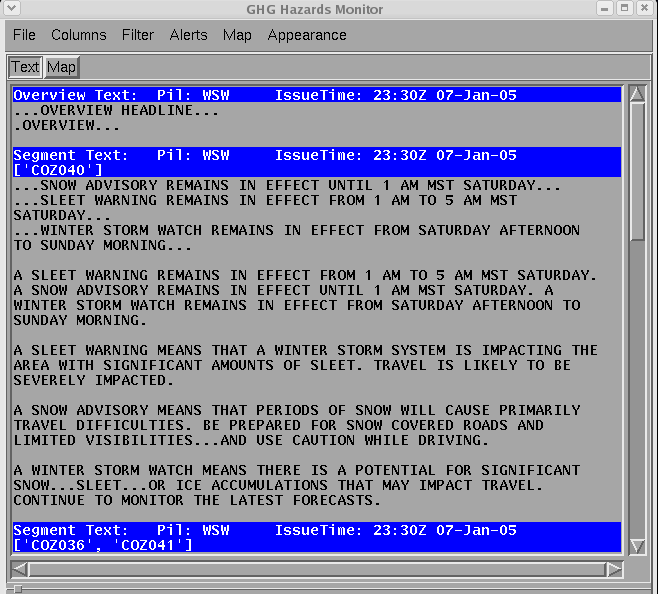 GHG Hazards Monitor
File Columns Filter Alerts Map Appearance
Text Map
Overview Text: Pil: WSW IssueTime: 23:30Z 07-Jan-05
...OVERVIEW HEADLINE...
.OVERVIEW...
Segment Text: Pil: WSW IssueTime: 23:30Z 07-Jan-05
['COZ040']
...SNOW ADVISORY REMAINS IN EFFECT UNTIL 1 AM MST SATURDAY...
...SLEET WARNING REMAINS IN EFFECT FROM 1 AM TO 5 AM MST
SATURDAY...
...WINTER STORM WATCH REMAINS IN EFFECT FROM SATURDAY AFTERNOON
TO SUNDAY MORNING...
A SLEET WARNING REMAINS IN EFFECT FROM 1 AM TO 5 AM MST SATURDAY.
A SNOW ADVISORY REMAINS IN EFFECT UNTIL 1 AM MST SATURDAY. A
WINTER STORM WATCH REMAINS IN EFFECT FROM SATURDAY AFTERNOON TO
SUNDAY MORNING.
A SLEET WARNING MEANS THAT A WINTER STORM SYSTEM IS IMPACTING THE
AREA WITH SIGNIFICANT AMOUNTS OF SLEET. TRAVEL IS LIKELY TO BE
SEVERELY IMPACTED.
A SNOW ADVISORY MEANS THAT PERIODS OF SNOW WILL CAUSE PRIMARILY
TRAVEL DIFFICULTIES. BE PREPARED FOR SNOW COVERED ROADS AND
LIMITED VISIBILITIES...AND USE CAUTION WHILE DRIVING.
A WINTER STORM WATCH MEANS THERE IS A POTENTIAL FOR SIGNIFICANT
SNOW...SLEET...OR ICE ACCUMULATIONS THAT MAY IMPACT TRAVEL.
CONTINUE TO MONITOR THE LATEST FORECASTS.
Segment Text: Pil: WSW IssueTime: 23:30Z 07-Jan-05
['COZ036', 'COZ041']